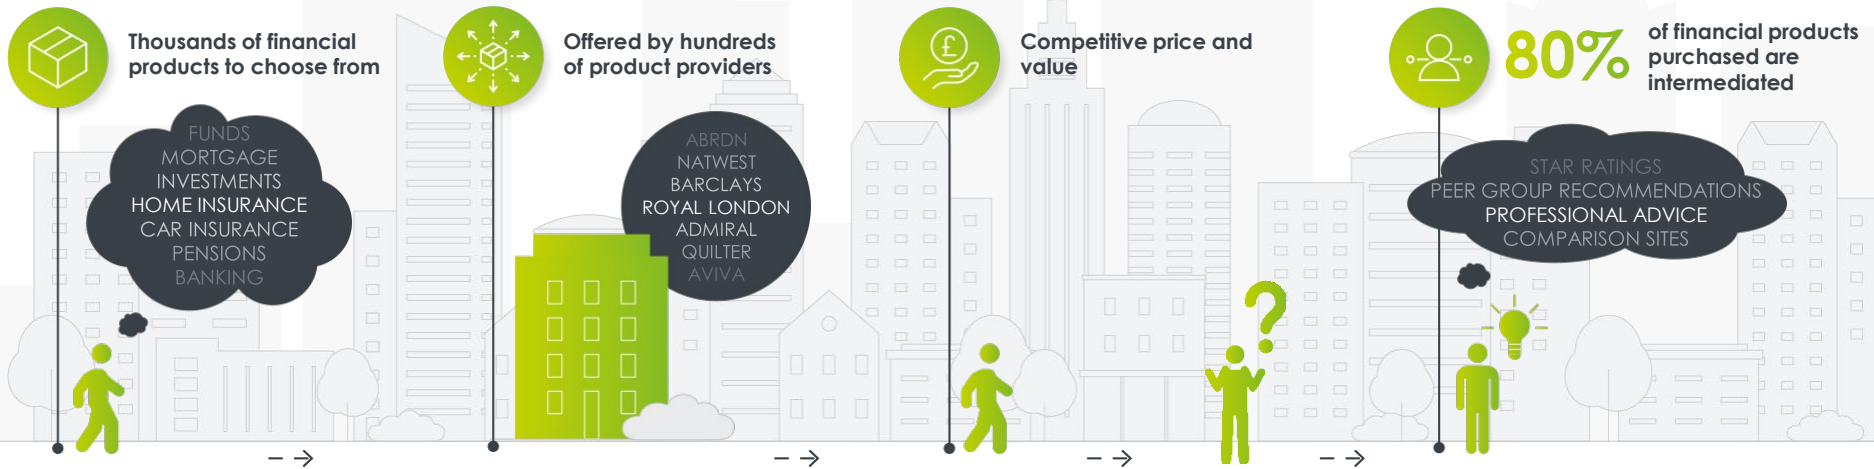 Thousands of financial
products to choose from
FUNDS
MORTGAGE
INVESTMENTS
HOME INSURANCE
CAR INSURANCE
PENSIONS
BANKING
Offered by hundreds
of product providers
ABRDN
NATWEST
BARCLAYS
ROYAL LONDON
ADMIRAL
QUILTER
AVIVA
£
Competitive price and
value
?
80%
of financial products
purchased are
intermediated
STAR RATINGS
PEER GROUP RECOMMENDATIONS
PROFESSIONAL ADVICE
COMPARISON SITES